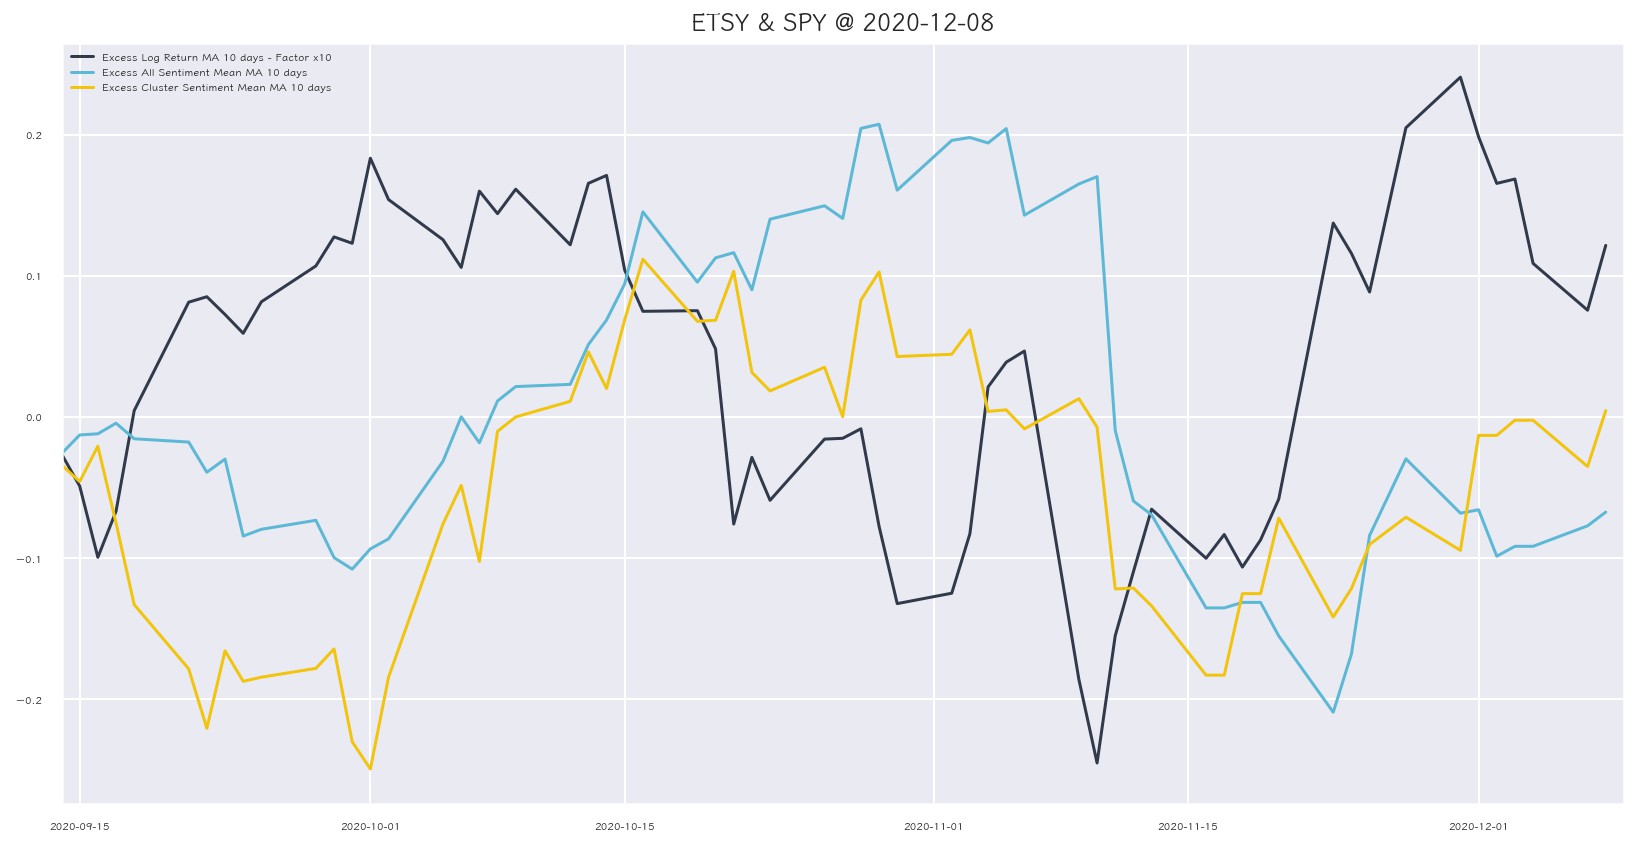 ETSY & SPY @ 2020-12-08
Excess Log Return MA 10 days - Factor x10
Excess All Sentiment Mean MA 10 days
Excess Cluster Sentiment Mean MA 10 days
0.2
0.1
0.0
−0.1
−0.2
2020-09-15 2020-10-01 2020-10-15 2020-11-01 2020-11-15 2020-12-01